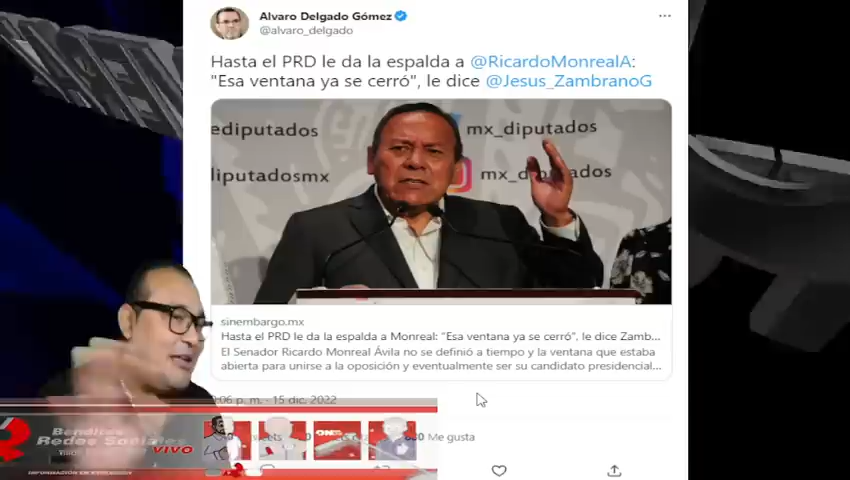 Alvaro Delgado Gómez
@alvaro_delgado
Hasta el PRD le da la espalda a @RicardoMonrealA:
"Esa ventana ya se cerró", le dice @Jesus_ZambranoG
ediputados
mx_diputados
diputadosmx
sinembargo.mx
Hasta el PRD le da la espalda a Monreal: "Esa ventana ya se cerró", le dice Zamb...
El Senador Ricardo Monreal Ávila no se definió a tiempo y la ventana que estaba
abierta para unirse a la oposición y eventualmente ser su candidato presidencial...
:06 p. m. · 15 dic. 2022
Me gusta
Benditas
Redes Sociales
VIVO